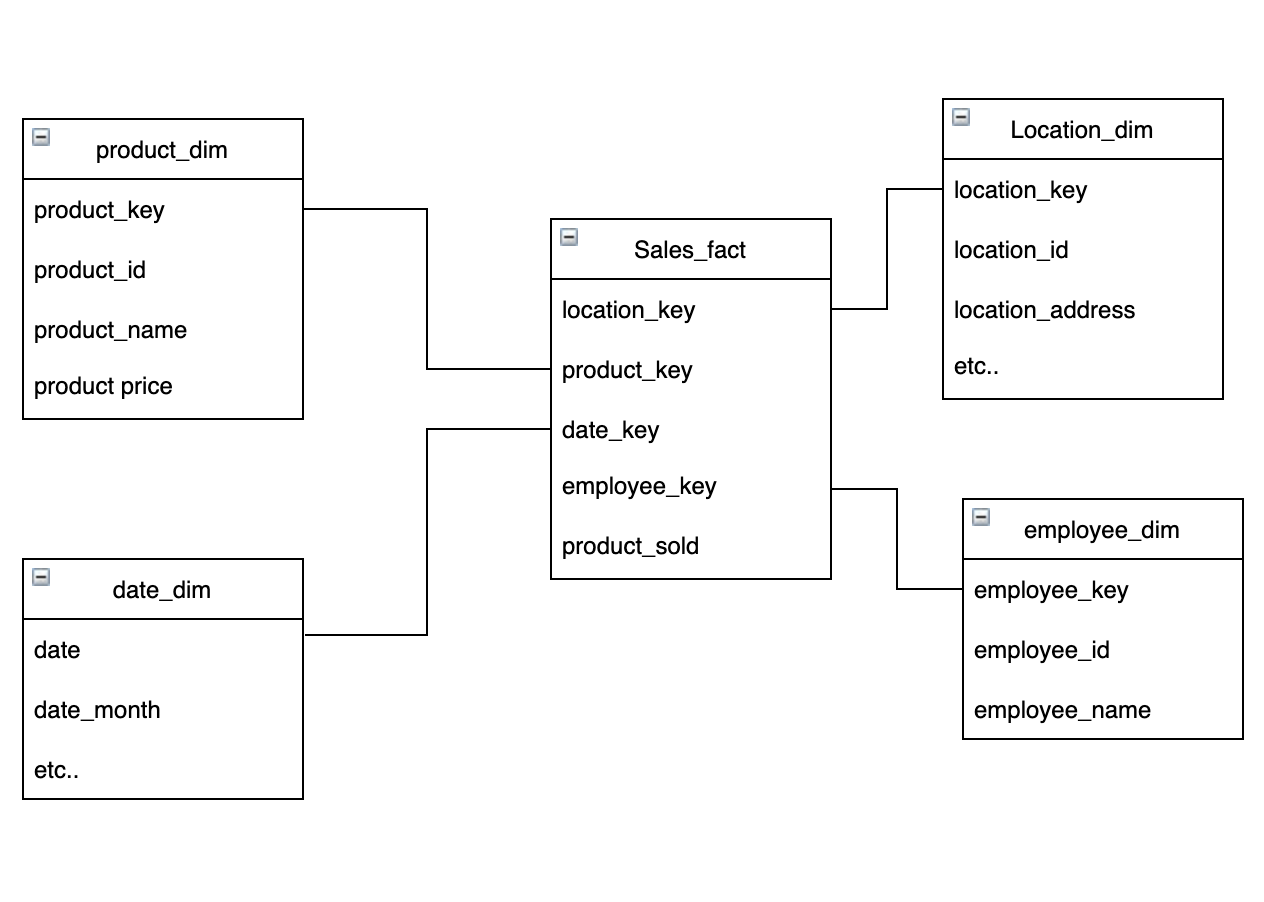 product_dim
product_key
product_id
product_name
product price
date_dim
date
date_month
etc..
Sales_fact
location_key
product_key
date_key
employee_key
product_sold
Location_dim
location_key
location_id
location_address
etc..
employee_dim
employee_key
employee_id
employee_name